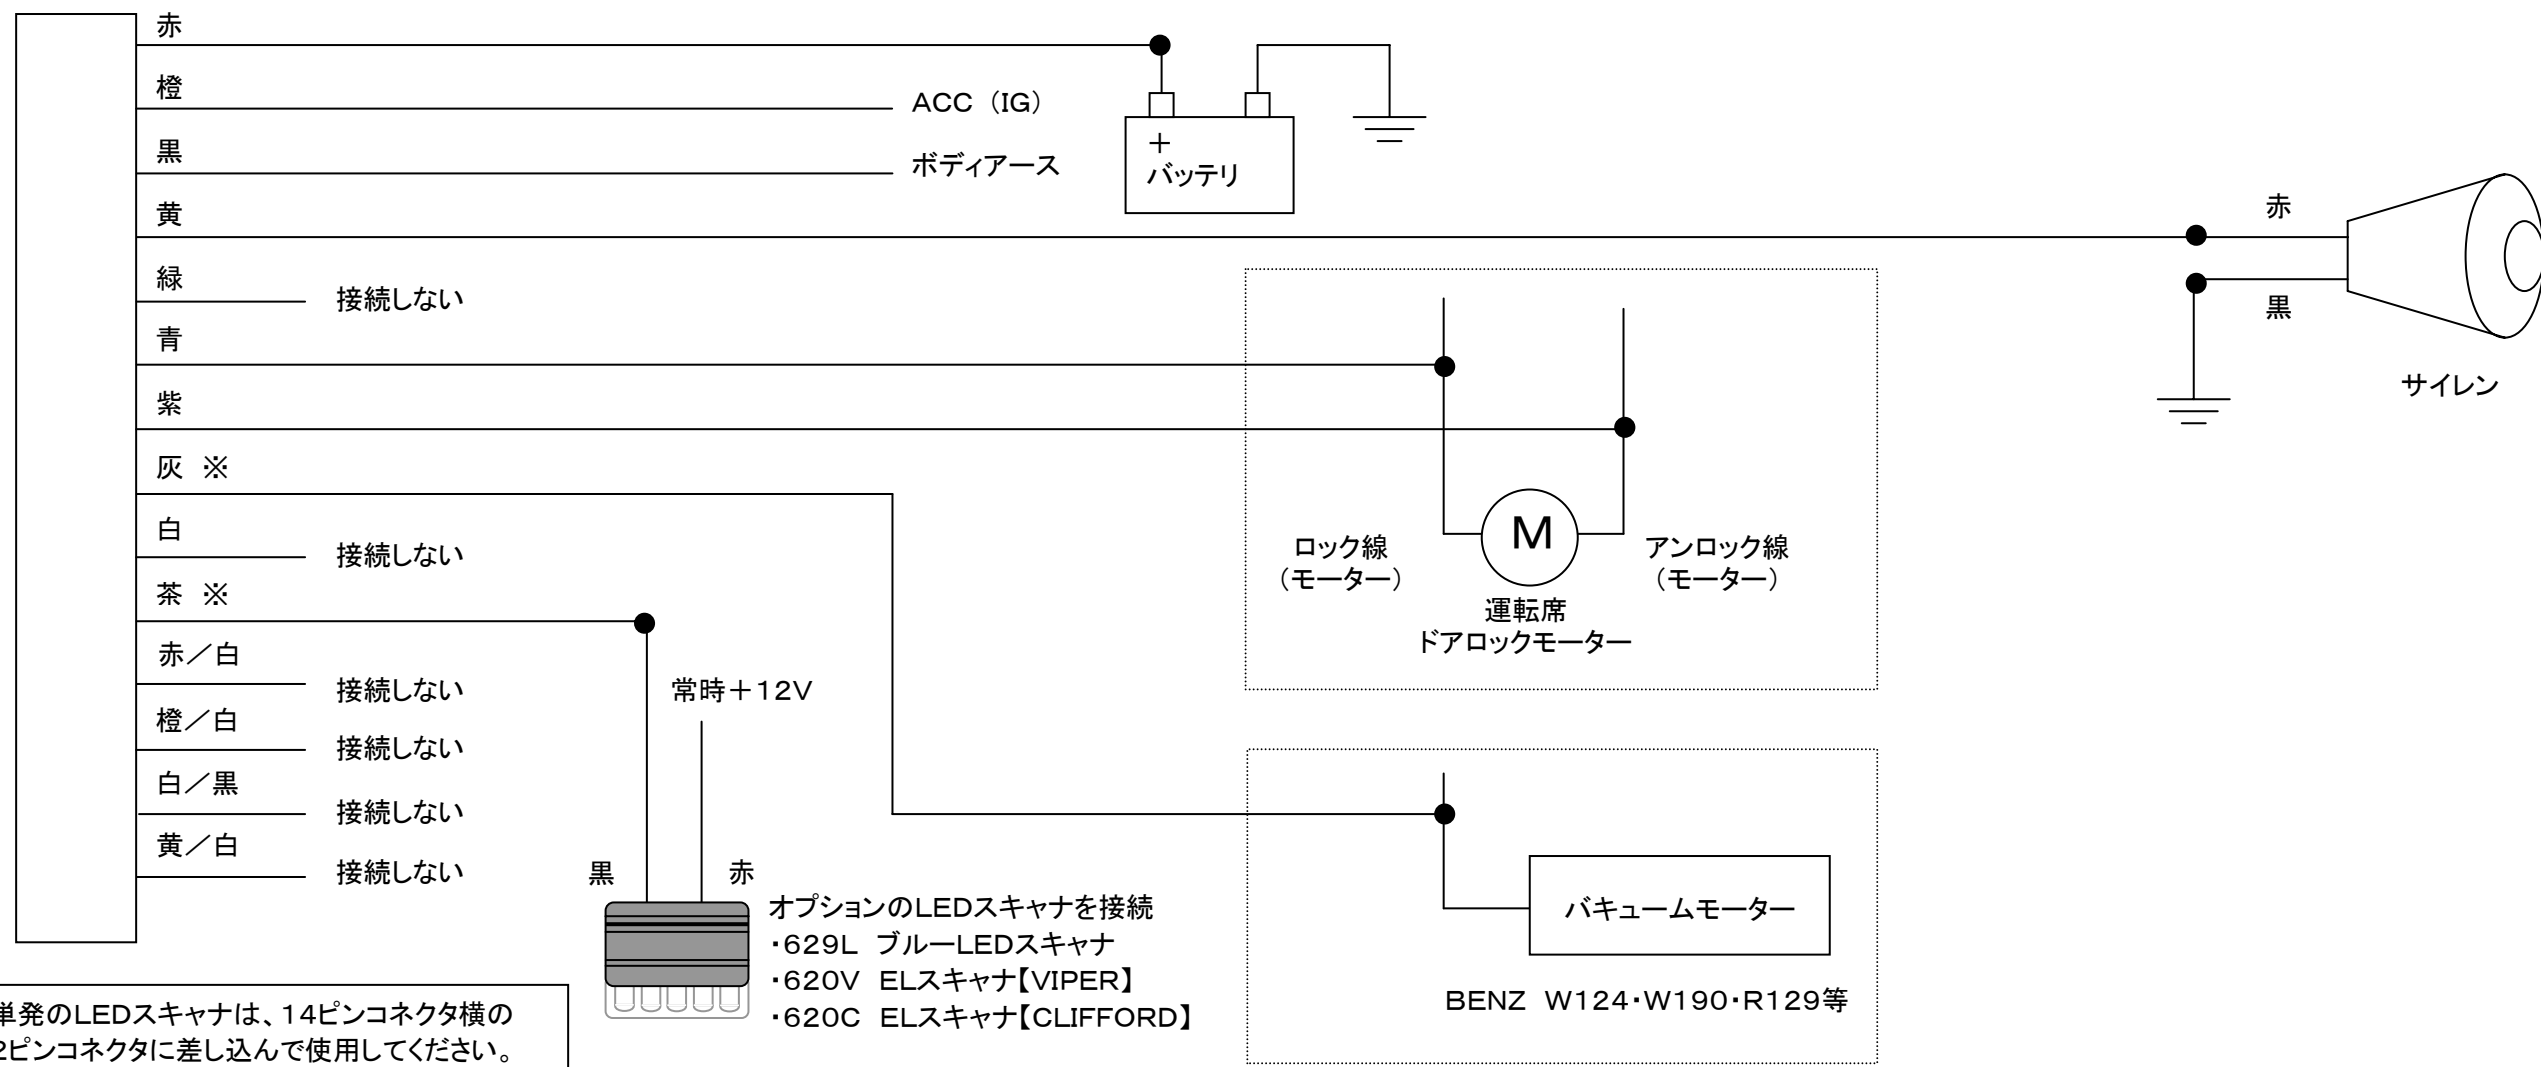 赤
橙
ACC （IG）
黒
ボディアース
＋
バッテリ
黄
赤
黒
サイレン
緑
接続しない
青
紫
灰 ※
白
接続しない
茶 ※
赤／白
接続しない
橙／白
接続しない
白／黒
接続しない
黄／白
接続しない
常時＋12V
黒
赤
オプションのLEDスキャナを接続
・629L ブルーLEDスキャナ
・620V ELスキャナ【VIPER】
・620C ELスキャナ【CLIFFORD】
M
ロック線
（モーター）
アンロック線
（モーター）
運転席
ドアロックモーター
バキュームモーター
BENZ W124・W190・R129等
単発のLEDスキャナは、14ピンコネクタ横の
2ピンコネクタに差し込んで使用してください。